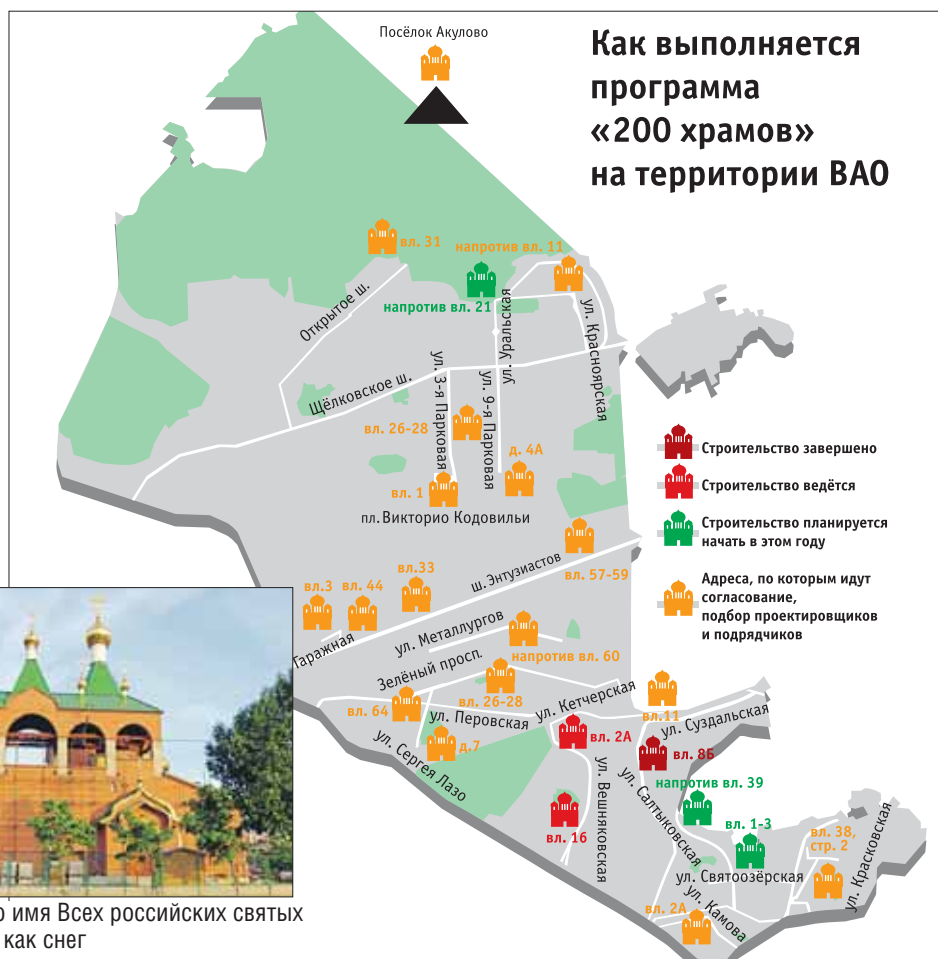 Посёлок Акулово
Как выполняется
программа
«200 храмов»
на территории ВАО
вл. 31
напротив вл. 11
напротив вл. 21
Открытое ш.
ул. Уральская
ул. Красноярская
Щёлковское ш.
ул. 3-я Парковая
ул. 9-я Парковая
вл. 26-28
д. 4А
вл. 1
пл. Викторио Кодовильи
Строительство завершено
Строительство ведётся
Строительство планируется
начать в этом году
Адреса, по которым идут
согласование,
подбор проектировщиков
и подрядчиков
ш. Энтузиастов
вл. 57-59
вл.3
вл. 44
вл.33
Гаражная
ул. Металлургов
напротив вл. 60
Зелёный просп.
вл. 26-28
вл. 64
ул. Перовская
ул. Кетчерская
вл.11
ул. Суздальская
д.7
ул. Сергея Лазо
вл. 2А
вл. 8Б
ул. Вешняковская
ул. Салтыковская
напротив вл. 39
вл. 16
вл. 1-3
вл. 38,
стр. 2
ул. Святоозёрская
ул. Красковская
вл. 2А
ул. Камова
имя Всех российских святых
как снег